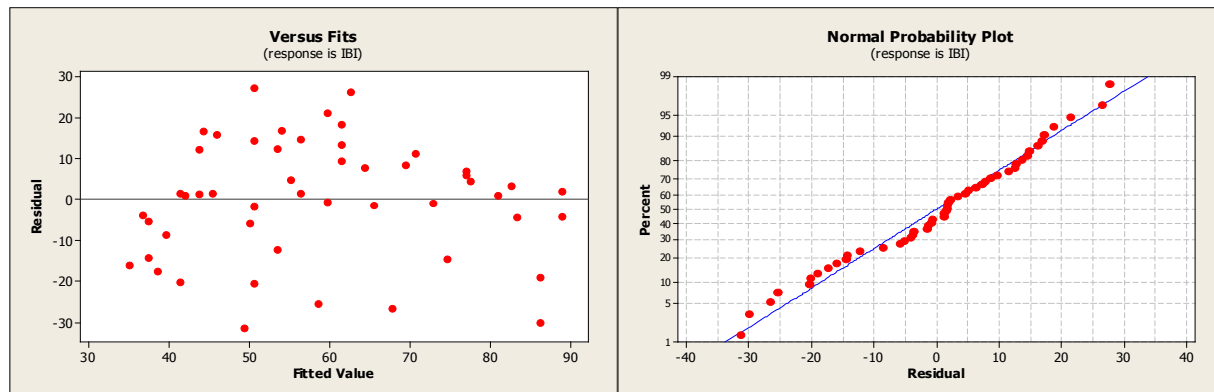 Versus Fits
(response is IBI)
Residual
30
20
10
0
-10
-20
-30
30 40 50 60 70 80 90
Fitted Value
Normal Probability Plot
(response is IBI)
Percent
99
95
90
80
70
60
50
40
30
20
10
5
1
-40 -30 -20 -10 0 10 20 30 40
Residual